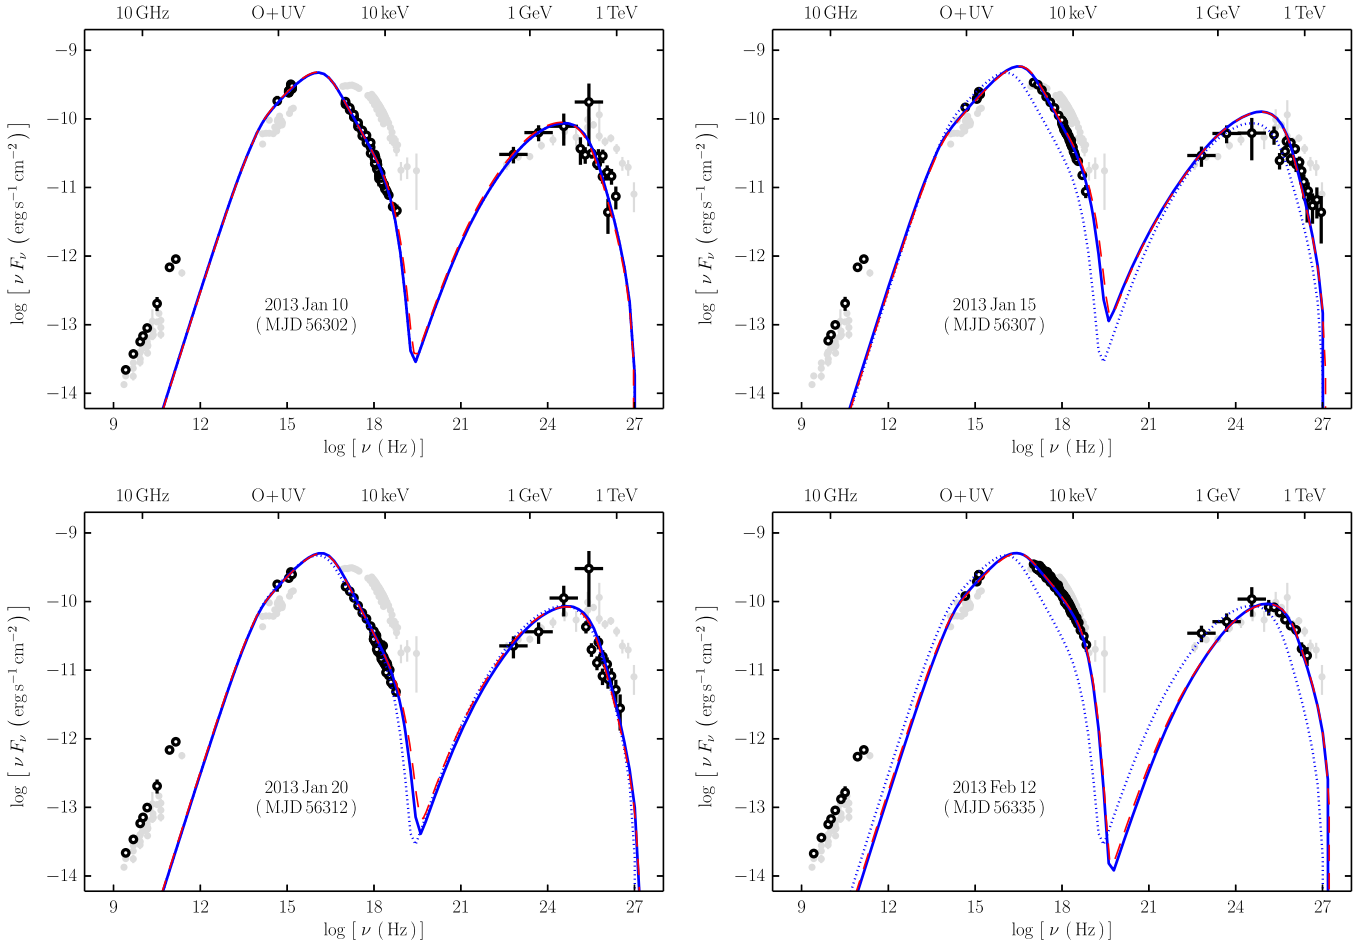 10 GHz O+UV 10 keV 1 GeV 1 TeV
−9
−10
−11
−12
−13
−14
log [ ν Fν ( erg s−1 cm−2 ) ]
2013 Jan 10
( MJD 56302 )
9 12 15 18 21 24 27
log [ ν ( Hz ) ]
10 GHz O+UV 10 keV 1 GeV 1 TeV
−9
−10
−11
−12
−13
−14
log [ ν Fν ( erg s−1 cm−2 ) ]
2013 Jan 15
( MJD 56307 )
9 12 15 18 21 24 27
log [ ν ( Hz ) ]
10 GHz O+UV 10 keV 1 GeV 1 TeV
−9
−10
−11
−12
−13
−14
log [ ν Fν ( erg s−1 cm−2 ) ]
2013 Jan 20
( MJD 56312 )
9 12 15 18 21 24 27
log [ ν ( Hz ) ]
10 GHz O+UV 10 keV 1 GeV 1 TeV
−9
−10
−11
−12
−13
−14
log [ ν Fν ( erg s−1 cm−2 ) ]
2013 Feb 12
( MJD 56335 )
9 12 15 18 21 24 27
log [ ν ( Hz ) ]